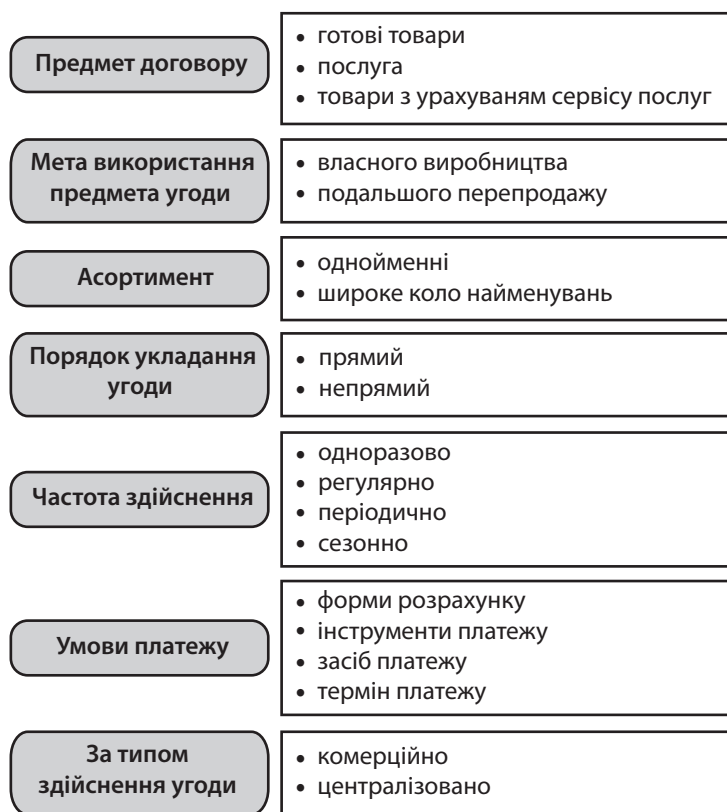 Предмет договору
• готові товари
• послуга
• товари з урахуваням сервісу послуг
Мета використання
предмета угоди
• власного виробництва
• подальшого перепродажу
Асортимент
• однойменні
• широке коло найменувань
Порядок укладання
угоди
• прямий
• непрямий
Частота здійснення
• одноразово
• регулярно
• періодично
• сезонно
Умови платежу
• форми розрахунку
• інструменти платежу
• засіб платежу
• термін платежу
За типом
здійснення угоди
• комерційно
• централізовано